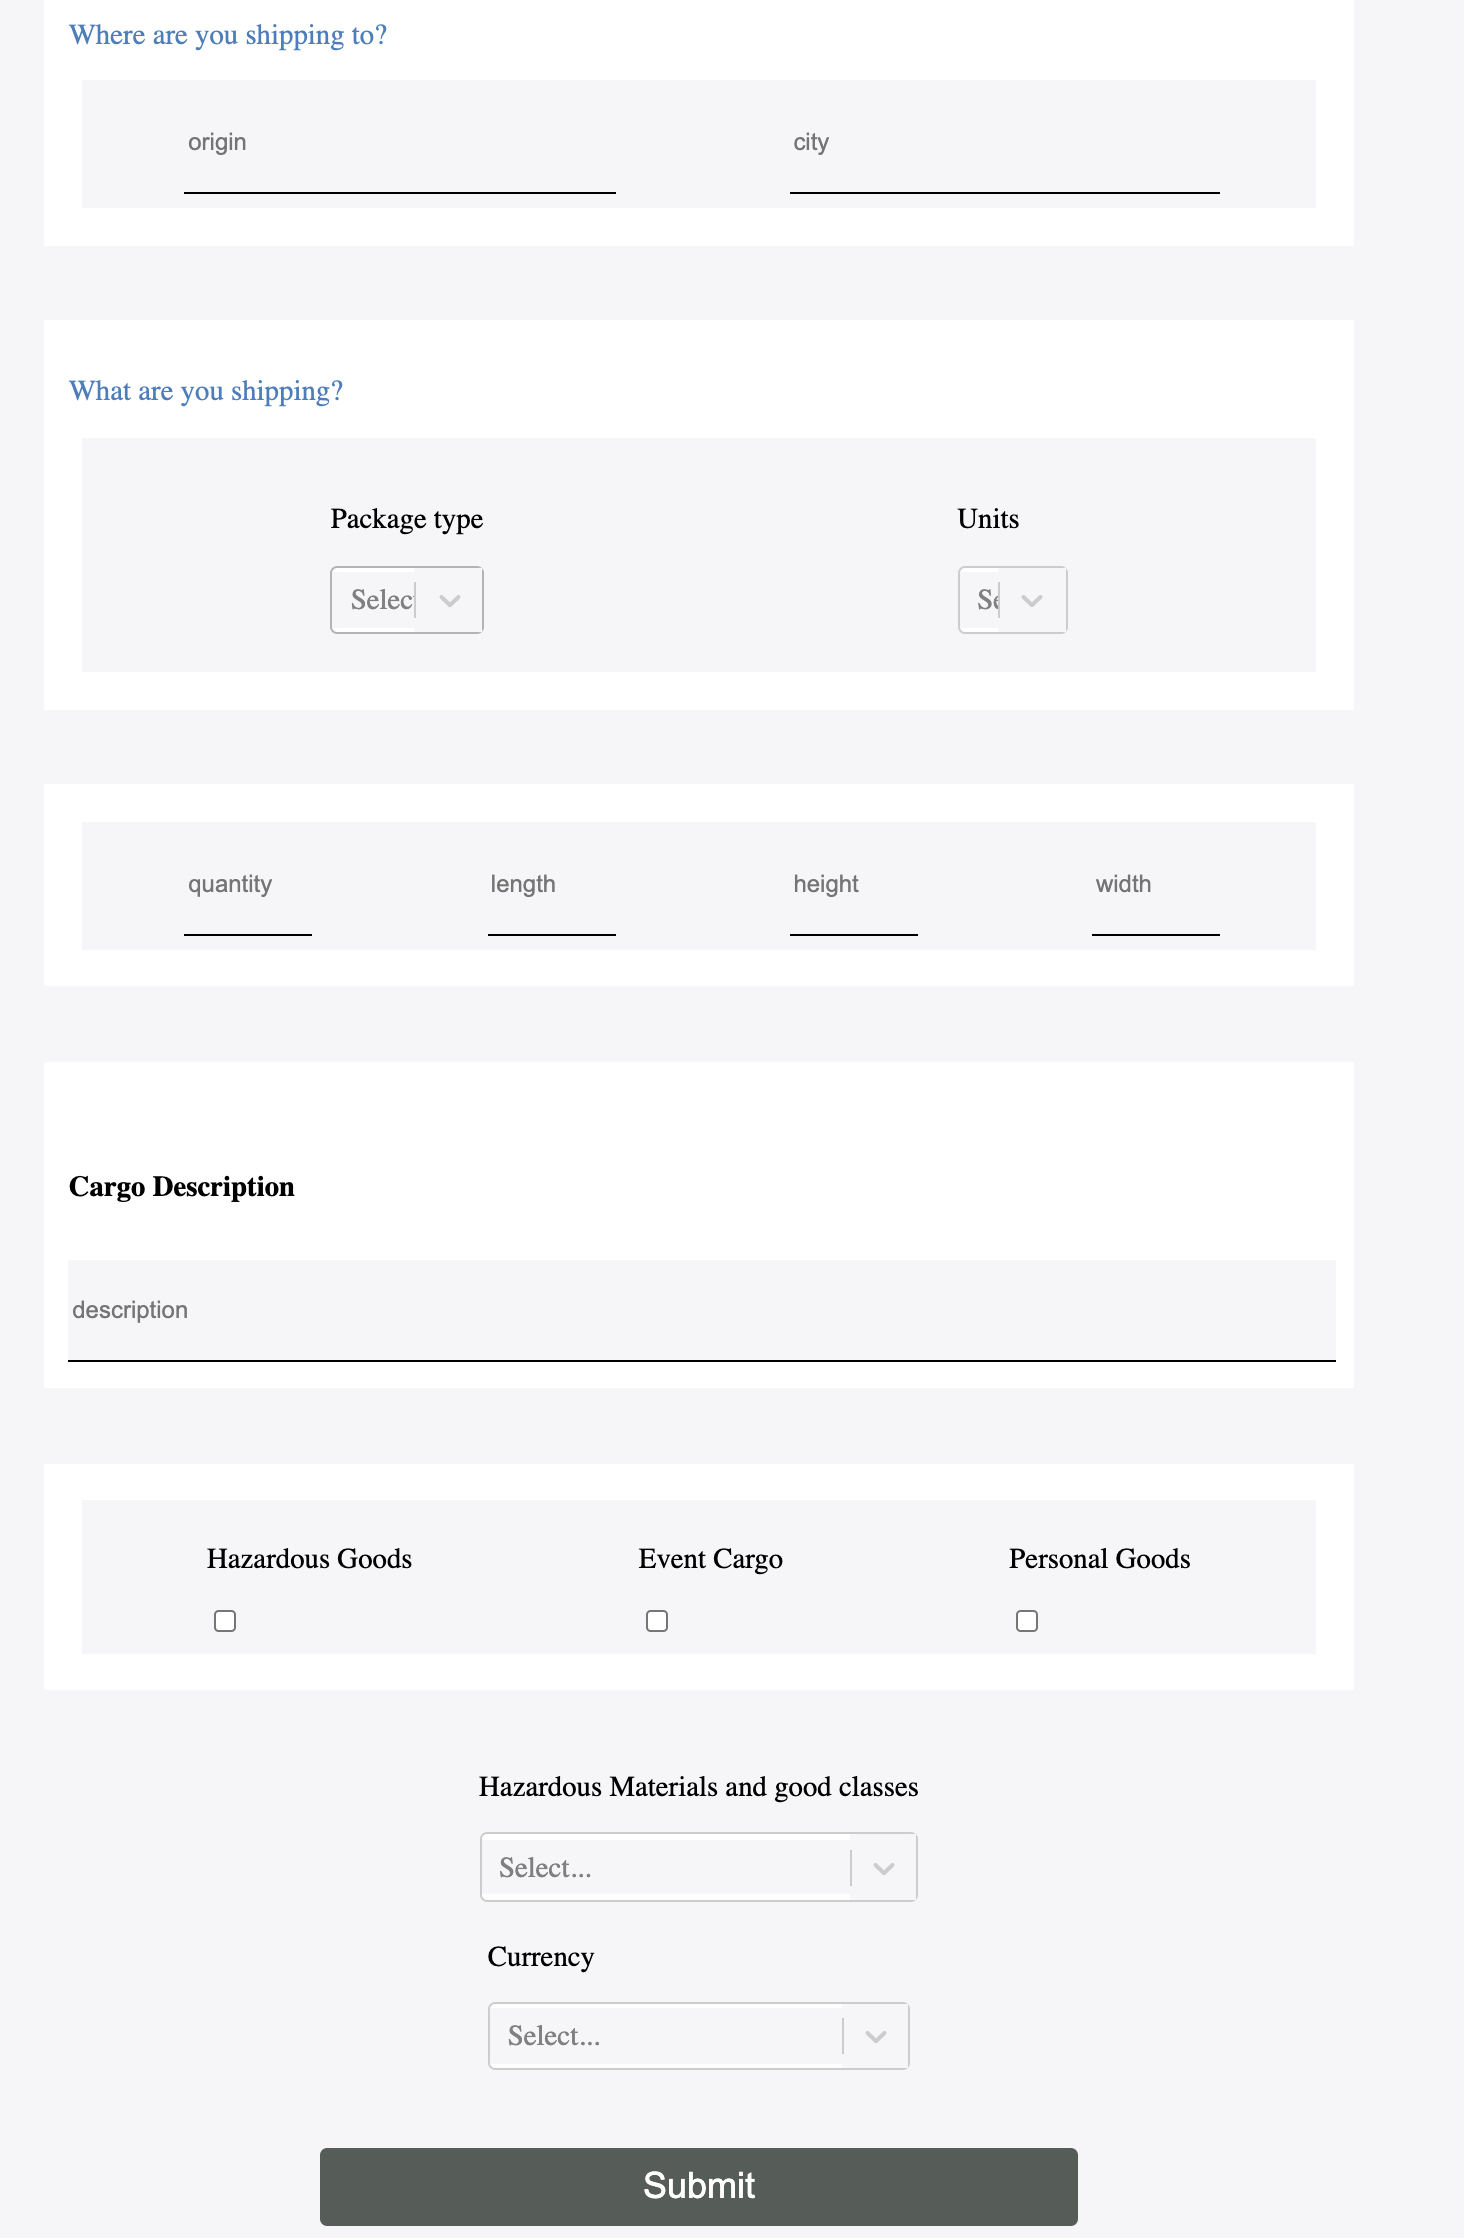 Where are you shipping to?
origin city
What are you shipping?
Package type Units
Selec Se
quantity length height width
Cargo Description
description
Hazardous Goods Event Cargo Personal Goods
Hazardous Materials and good classes
Select...
Currency
Select...
Submit